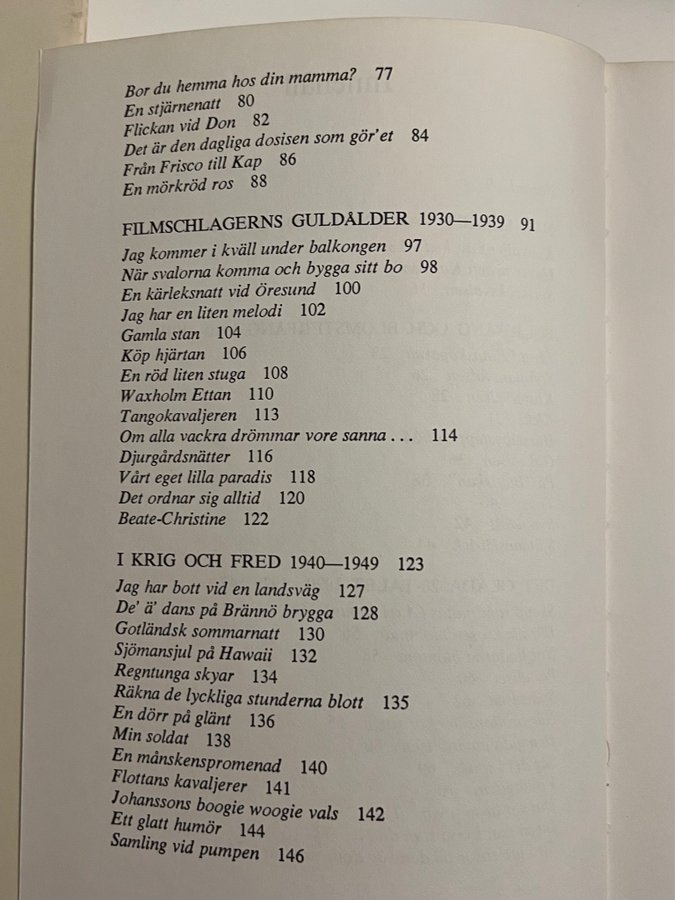 Bor du hemma hos din mamma? 77
En stjärnenatt 80
Flickan vid Don 82
Det är den dagliga dosisen som gör'et 84
Från Frisco till Kap 86
En mörkröd ros 88
FILMSCHLAGERNS GULDÅLDER 1930—1939 91
Jag kommer i kväll under balkongen 97
När svalorna komma och bygga sitt bo 98
En kärleksnatt vid Öresund 100
Jag har en liten melodi 102
Gamla stan 104
Köp hjärtan 106
En röd liten stuga 108
Waxholm Ettan 110
Tangokavaljeren 113
Om alla vackra drömmar vore sanna . . . 114
Djurgårdsnätter 116
Vårt eget lilla paradis 118
Det ordnar sig alltid 120
Beate-Christine 122
I KRIG OCH FRED 1940—1949 123
Jag har bott vid en landsväg 127
De' ä' dans på Brännö brygga 128
Gotländsk sommarnatt 130
Sjömansjul på Hawaii 132
Regntunga skyar 134
Räkna de lyckliga stunderna blott 135
En dörr på glänt 136
Min soldat 138
En månskenspromenad 140
Flottans kavaljerer 141
Johanssons boogie woogie vals 142
Ett glatt humör 144
Samling vid pumpen 146